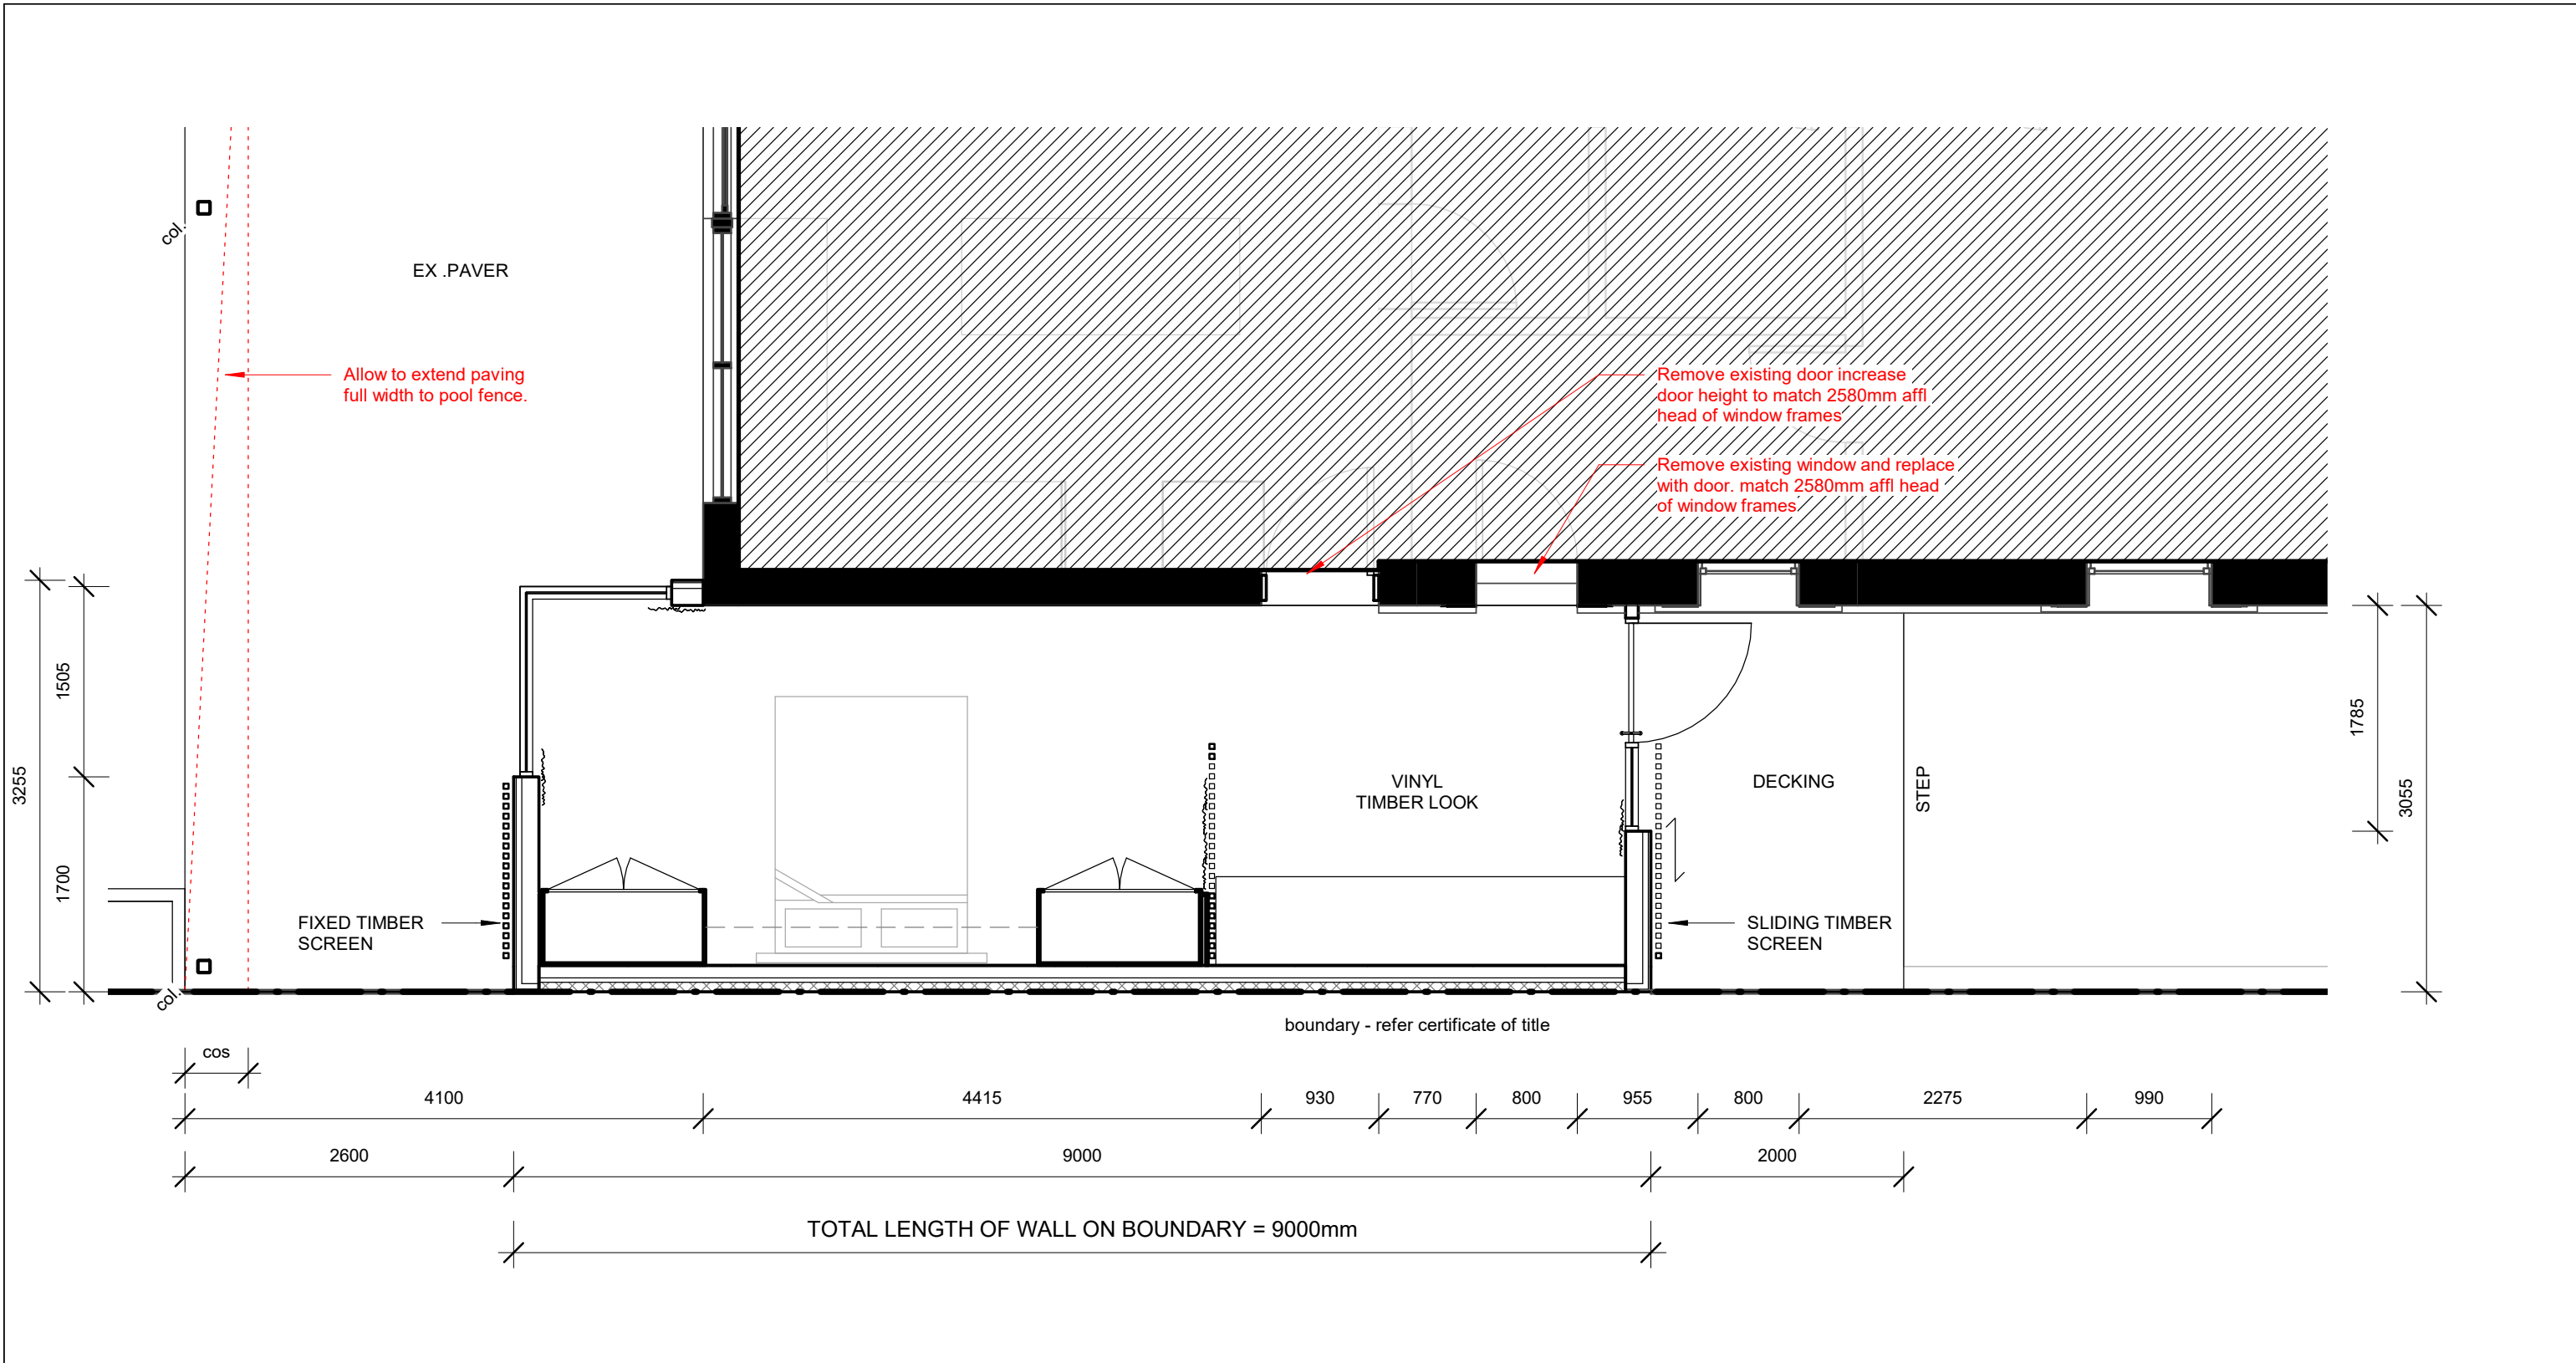 col.
EX .PAVER
Allow to extend paving
full width to pool fence.
Remove existing door increase
door height to match 2580mm affl
head of window frames
Remove existing window and replace
with door. match 2580mm affl head
of window frames
3255
1505
1700
VINYL
TIMBER LOOK
DECKING
STEP
1785
3055
FIXED TIMBER
SCREEN
SLIDING TIMBER
SCREEN
col.
boundary - refer certificate of title
cos
4100
4415
930
770
800
955
800
2275
990
2600
9000
2000
TOTAL LENGTH OF WALL ON BOUNDARY = 9000mm